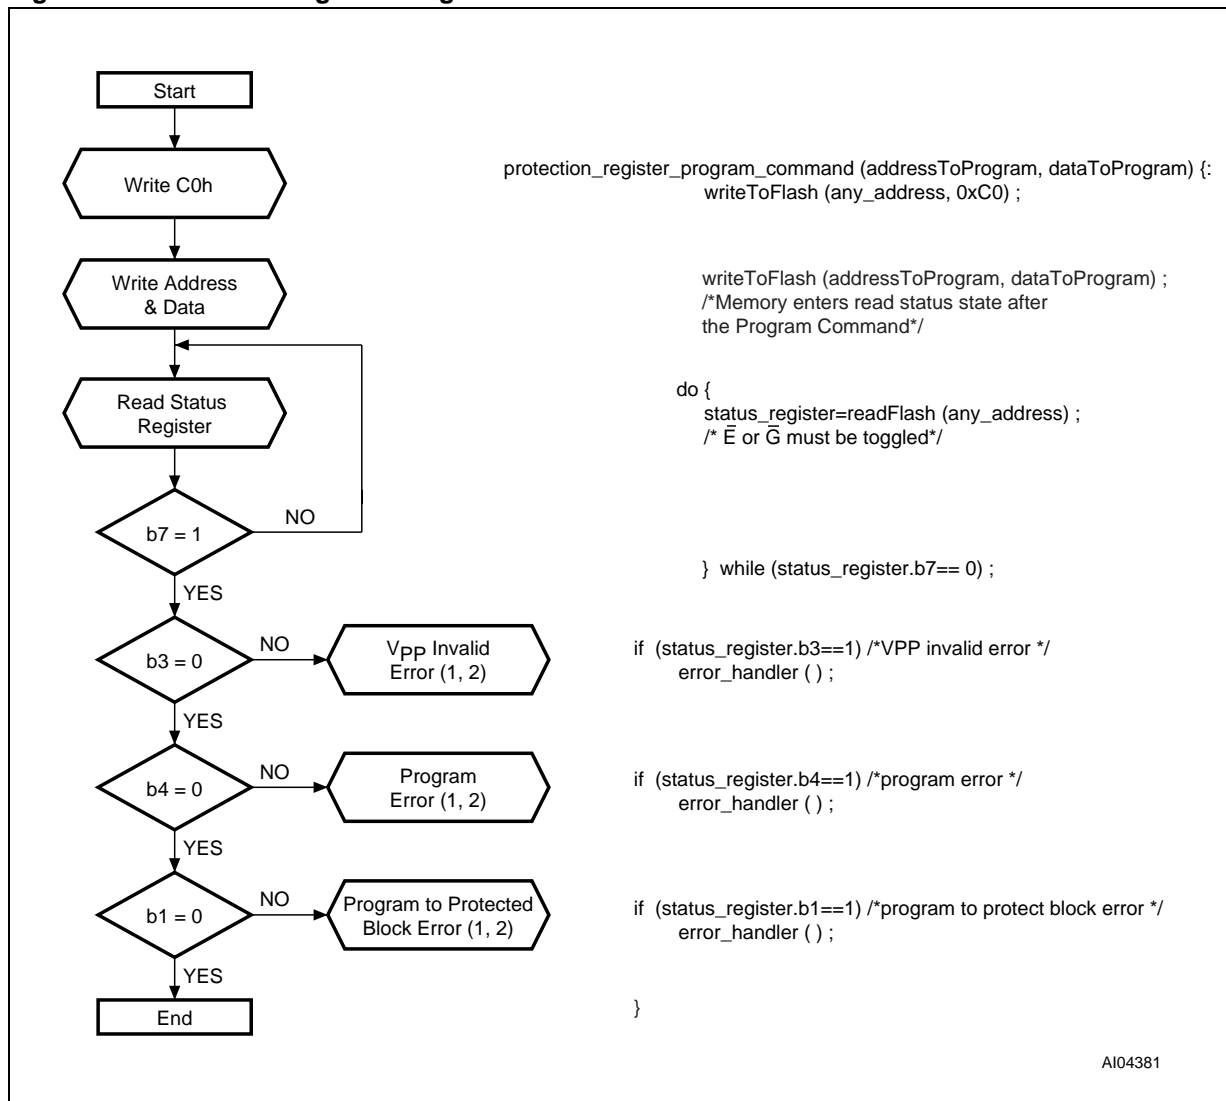 Start
Write C0h
protection_register_program_command (addressToProgram, dataToProgram) {:
writeToFlash (any_address, 0xC0) ;
Write Address
& Data
writeToFlash (addressToProgram, dataToProgram) ;
/*Memory enters read status state after
the Program Command*/
Read Status
Register
do {
status_register=readFlash (any_address) ;
/* E̅ or G̅ must be toggled*/
b7 = 1
NO
YES
} while (status_register.b7== 0) ;
b3 = 0
NO
YES
VPP Invalid
Error (1, 2)
if (status_register.b3==1) /*VPP invalid error */
error_handler ( ) ;
b4 = 0
NO
YES
Program
Error (1, 2)
if (status_register.b4==1) /*program error */
error_handler ( ) ;
b1 = 0
NO
YES
Program to Protected
Block Error (1, 2)
if (status_register.b1==1) /*program to protect block error */
error_handler ( ) ;
End
}
AI04381